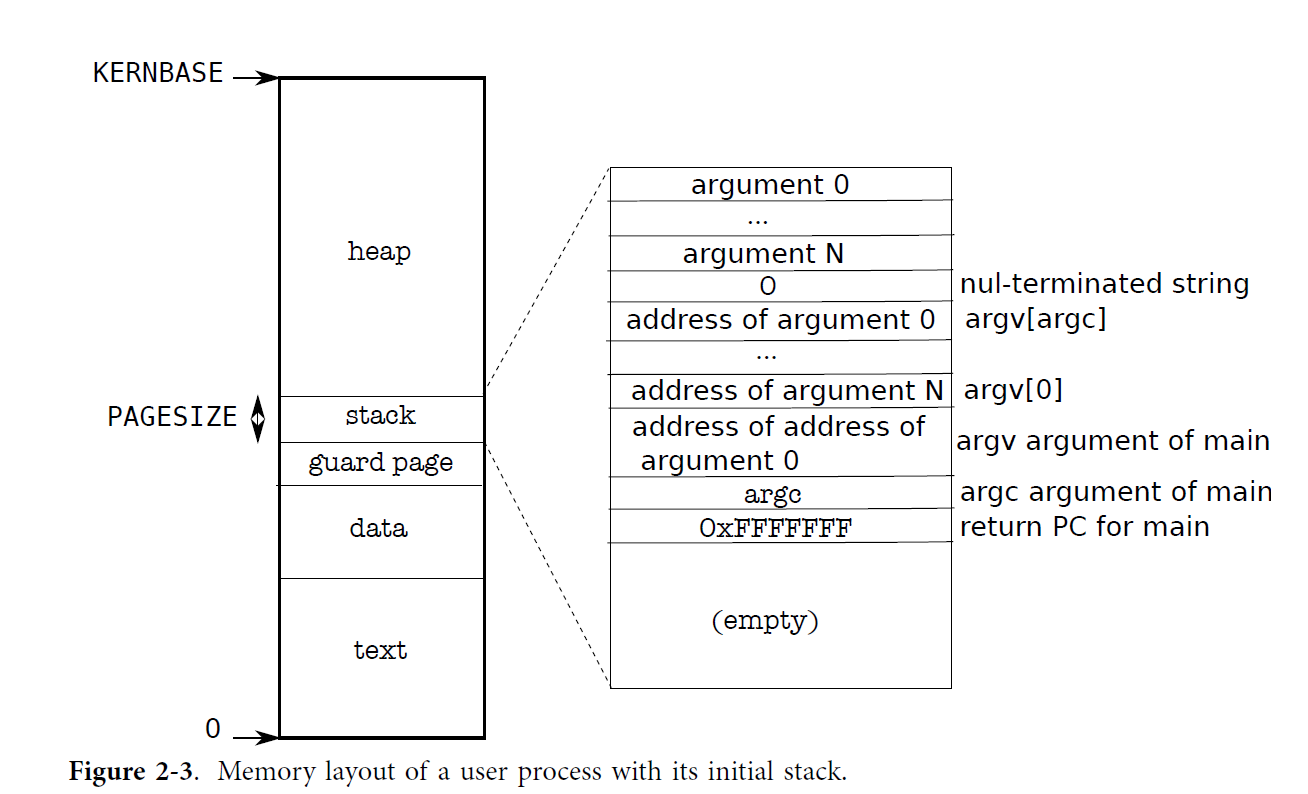 KERNBASE
heap
PAGESIZE
stack
guard page
data
text
0
argument 0
...
argument N
0
nul-terminated string
address of argument 0
argv[argc]
...
address of argument N
argv[0]
address of address of
argument 0
argv argument of main
argc
argc argument of main
0xFFFFFFF
return PC for main
(empty)
Figure 2-3. Memory layout of a user process with its initial stack.